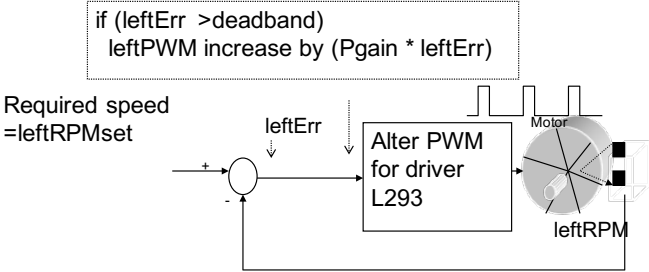 if (leftErr >deadband)
leftPWM increase by (Pgain * leftErr)
Required speed
=leftRPMset
leftErr
+
-
Alter PWM
for driver
L293
Motor
leftRPM